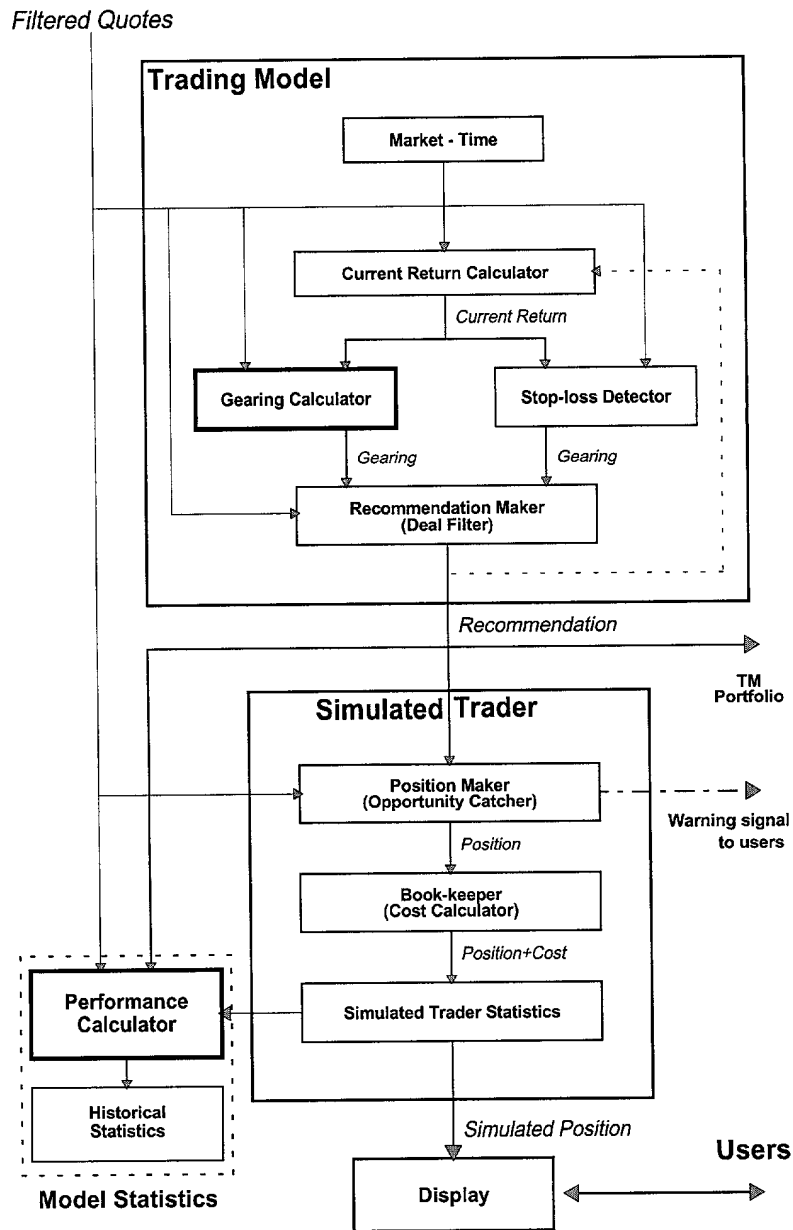 Filtered Quotes
Trading Model
Market - Time
Current Return Calculator
Current Return
Gearing Calculator
Stop-loss Detector
Gearing
Gearing
Recommendation Maker
(Deal Filter)
Recommendation
TM
Portfolio
Simulated Trader
Position Maker
(Opportunity Catcher)
Warning signal
to users
Position
Book-keeper
(Cost Calculator)
Position+Cost
Performance
Calculator
Simulated Trader Statistics
Historical
Statistics
Simulated Position
Users
Model Statistics
Display